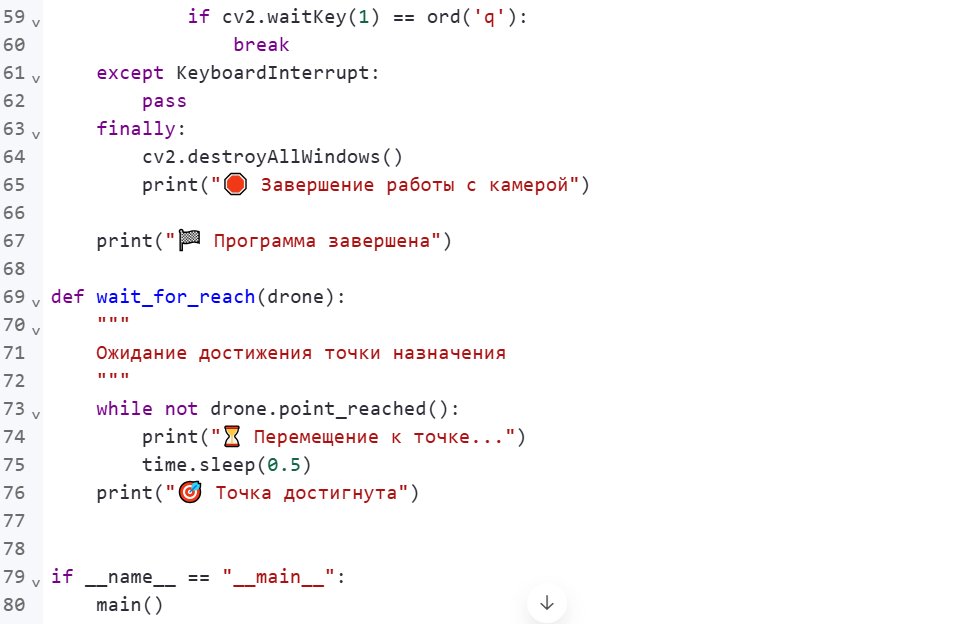 59 if cv2.waitKey(1) == ord('q'):
60 break
61 except KeyboardInterrupt:
62 pass
63 finally:
64 cv2.destroyAllWindows()
65 print("🛑 Завершение работы с камерой")
66
67 print("🏁 Программа завершена")
68
69 def wait_for_reach(drone):
70 """
71 Ожидание достижения точки назначения
72 """
73 while not drone.point_reached():
74 print("⏳ Перемещение к точке...")
75 time.sleep(0.5)
76 print("🎯 Точка достигнута")
77
78
79 if __name__ == "__main__":
80 main()